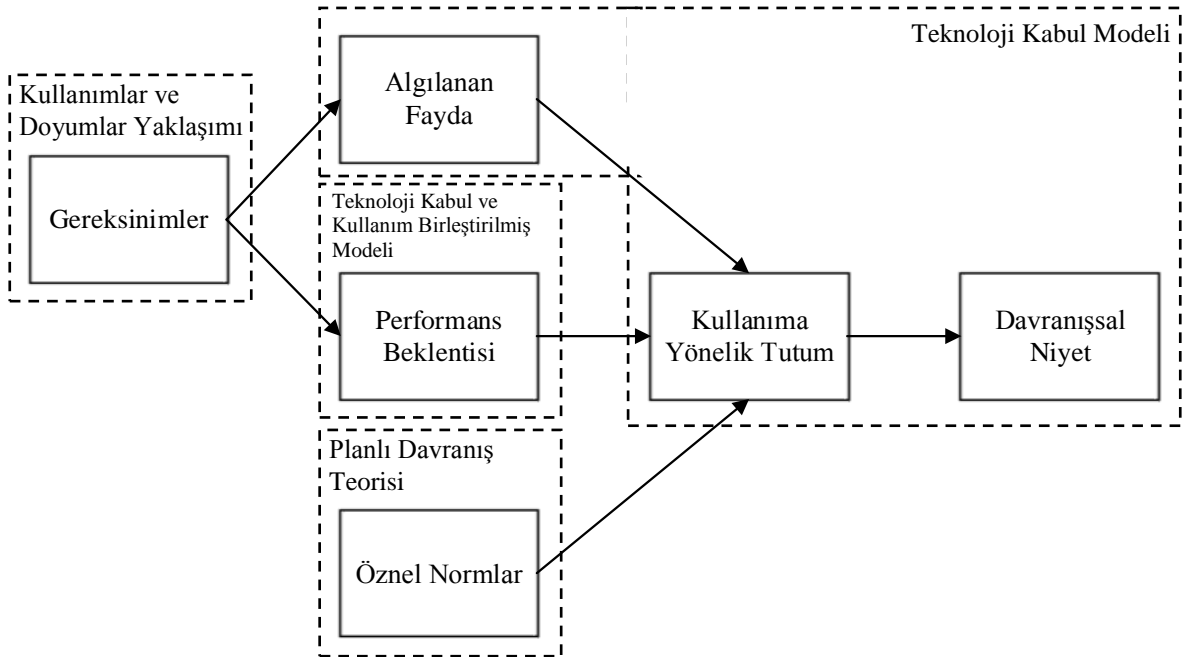 Teknoloji Kabul Modeli
Kullanımlar ve
Doyumlar Yaklaşımı
Gereksinimler
Algılanan
Fayda
Teknoloji Kabul ve
Kullanım Birleştirilmiş
Modeli
Performans
Beklentisi
Kullanıma
Yönelik Tutum
Davranışsal
Niyet
Planlı Davranış
Teorisi
Öznel Normlar